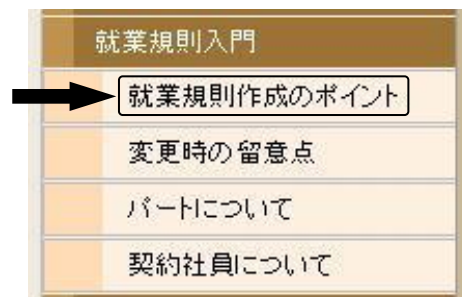 就業規則入門
就業規則作成のポイント
変更時の留意点
パートについて
契約社員について